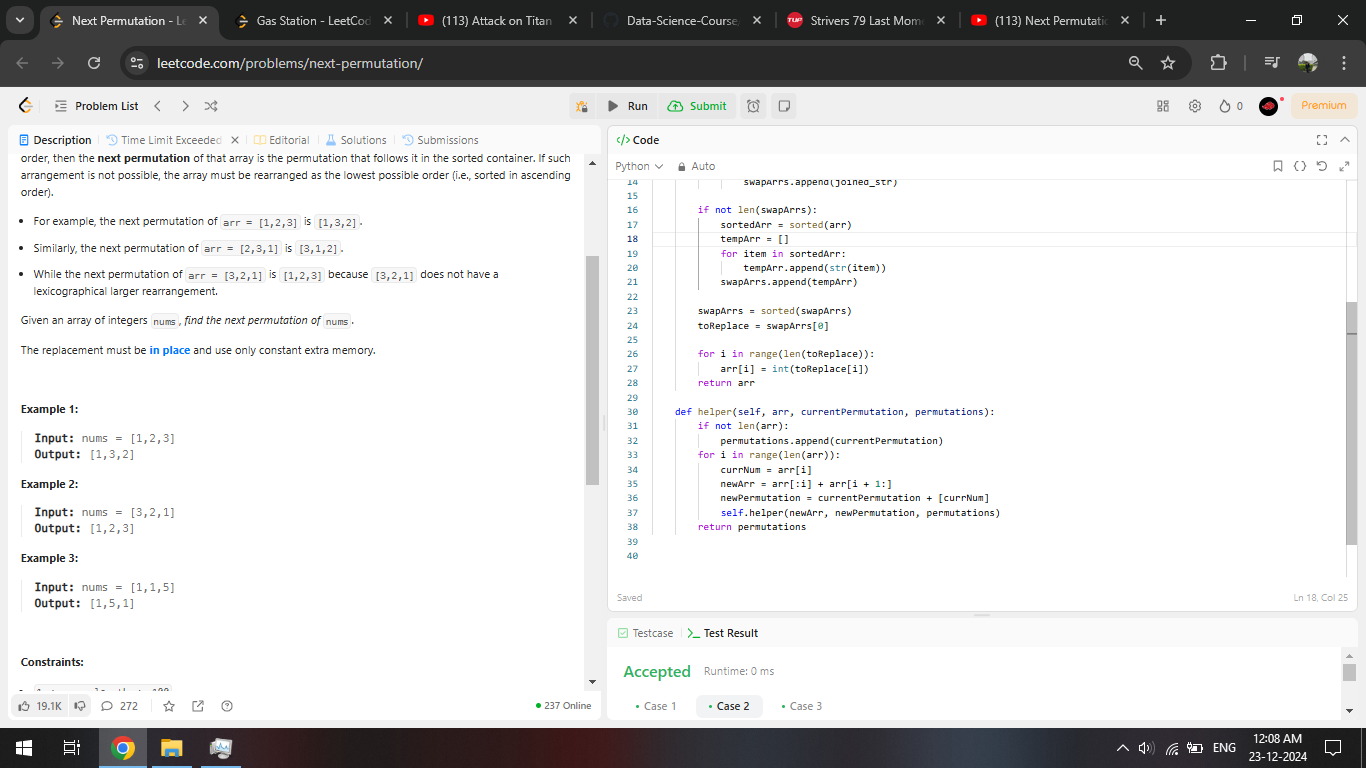 Next Permutation - Le
Gas Station - LeetCod
(113) Attack on Titan
Data-Science-Course
Strivers 79 Last Mom
(113) Next Permutatio
leetcode.com/problems/next-permutation/
Problem List
Run
Submit
0
Premium
Description
Time Limit Exceeded
Editorial
Solutions
Submissions
order, then the next permutation of that array is the permutation that follows it in the sorted container. If such
arrangement is not possible, the array must be rearranged as the lowest possible order (i.e., sorted in ascending
order).
• For example, the next permutation of arr = [1,2,3] is [1,3,2].
• Similarly, the next permutation of arr = [2,3,1] is [3,1,2].
• While the next permutation of arr = [3,2,1] is [1,2,3] because [3,2,1] does not have a
lexicographical larger rearrangement.
Given an array of integers nums, find the next permutation of nums.
The replacement must be in place and use only constant extra memory.
Example 1:
Input: nums = [1,2,3]
Output: [1,3,2]
Example 2:
Input: nums = [3,2,1]
Output: [1,2,3]
Example 3:
Input: nums = [1,1,5]
Output: [1,5,1]
Constraints:
19.1K
272
237 Online
Code
Python
Auto
14 swapArrs.append(joined_str)
15
16 if not len(swapArrs):
17 sortedArr = sorted(arr)
18 tempArr = []
19 for item in sortedArr:
20 tempArr.append(str(item))
21 swapArrs.append(tempArr)
22
23 swapArrs = sorted(swapArrs)
24 toReplace = swapArrs[0]
25
26 for i in range(len(toReplace)):
27 arr[i] = int(toReplace[i])
28 return arr
29
30 def helper(self, arr, currentPermutation, permutations):
31 if not len(arr):
32 permutations.append(currentPermutation)
33 for i in range(len(arr)):
34 currNum = arr[i]
35 newArr = arr[:i] + arr[i + 1:]
36 newPermutation = currentPermutation + [currNum]
37 self.helper(newArr, newPermutation, permutations)
38 return permutations
39
40
Saved
Ln 18, Col 25
Testcase
Test Result
Accepted
Runtime: 0 ms
• Case 1
• Case 2
• Case 3
ENG
12:08 AM
23-12-2024